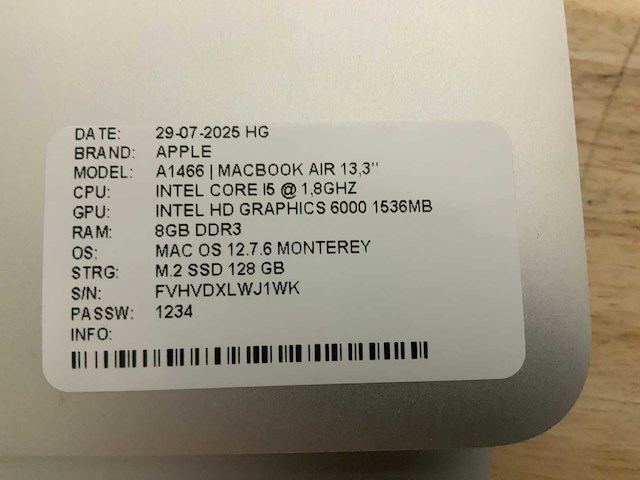 DATE: 29-07-2025 HG
BRAND: APPLE
MODEL: A1466 | MACBOOK AIR 13,3"
CPU: INTEL CORE I5 @ 1,8GHZ
GPU: INTEL HD GRAPHICS 6000 1536MB
RAM: 8GB DDR3
OS: MAC OS 12.7.6 MONTEREY
STRG: M.2 SSD 128 GB
S/N: FVHVDXLWJ1WK
PASSW: 1234
INFO: